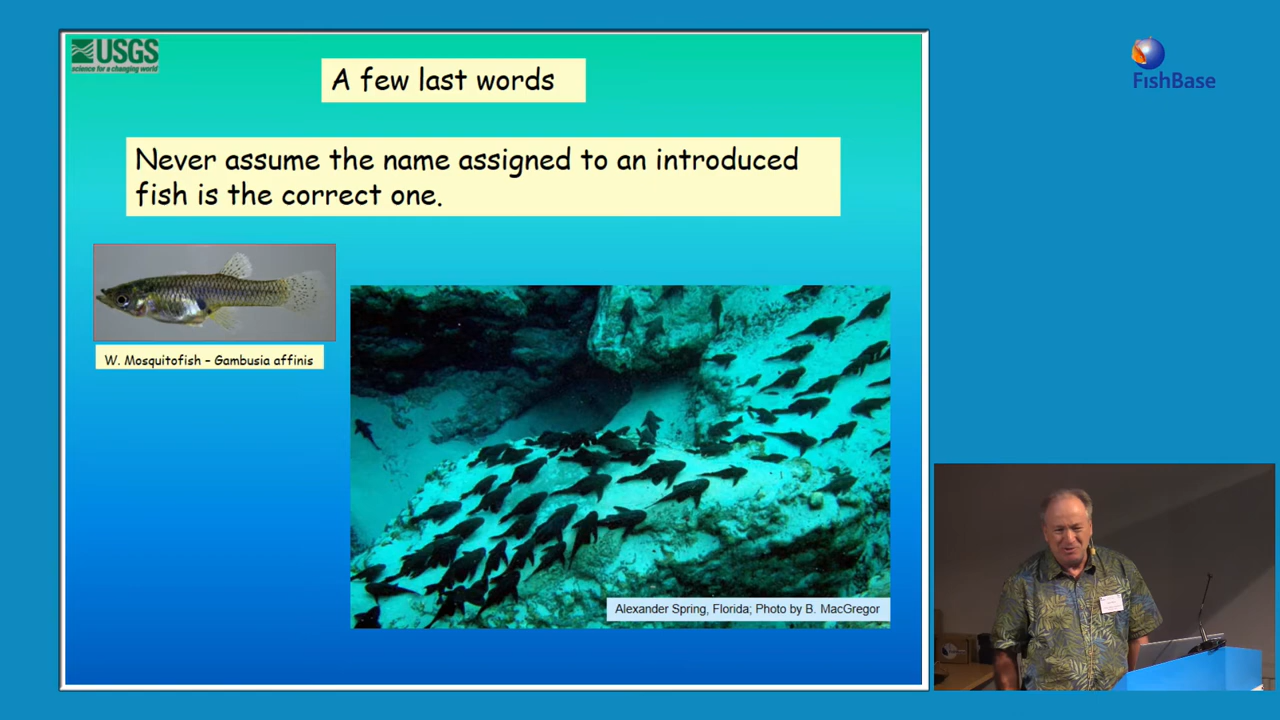 USGS
science for a changing world
A few last words
FishBase
Never assume the name assigned to an introduced
fish is the correct one.
W. Mosquitofish – Gambusia affinis
Alexander Spring, Florida; Photo by B. MacGregor